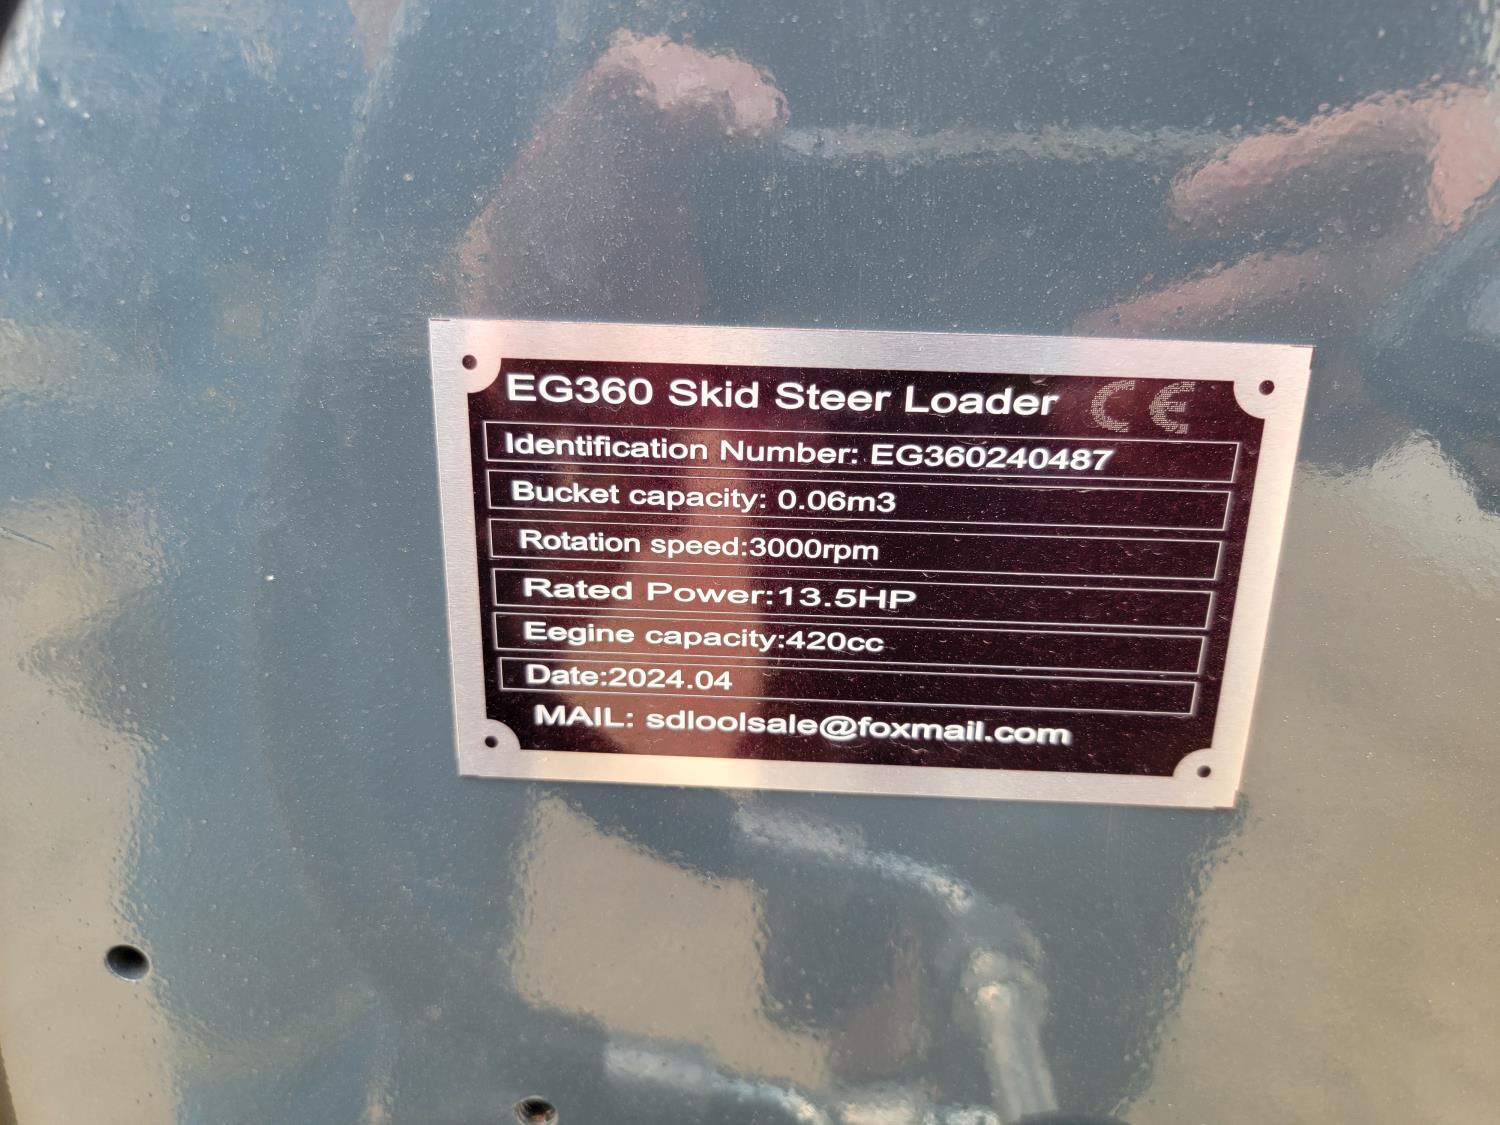 EG360 Skid Steer Loader CE
Identification Number: EG360240487
Bucket capacity: 0.06m3
Rotation speed:3000rpm
Rated Power:13.5HP
Eegine capacity:420cc
Date:2024.04
MAIL: sdloolsale@foxmail.com